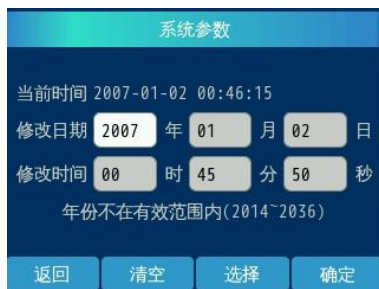 系统参数
当前时间 2007-01-02 00:46:15
修改日期 2007 年 01 月 02 日
修改时间 00 时 45 分 50 秒
年份不在有效范围内(2014~2036)
返回 清空 选择 确定